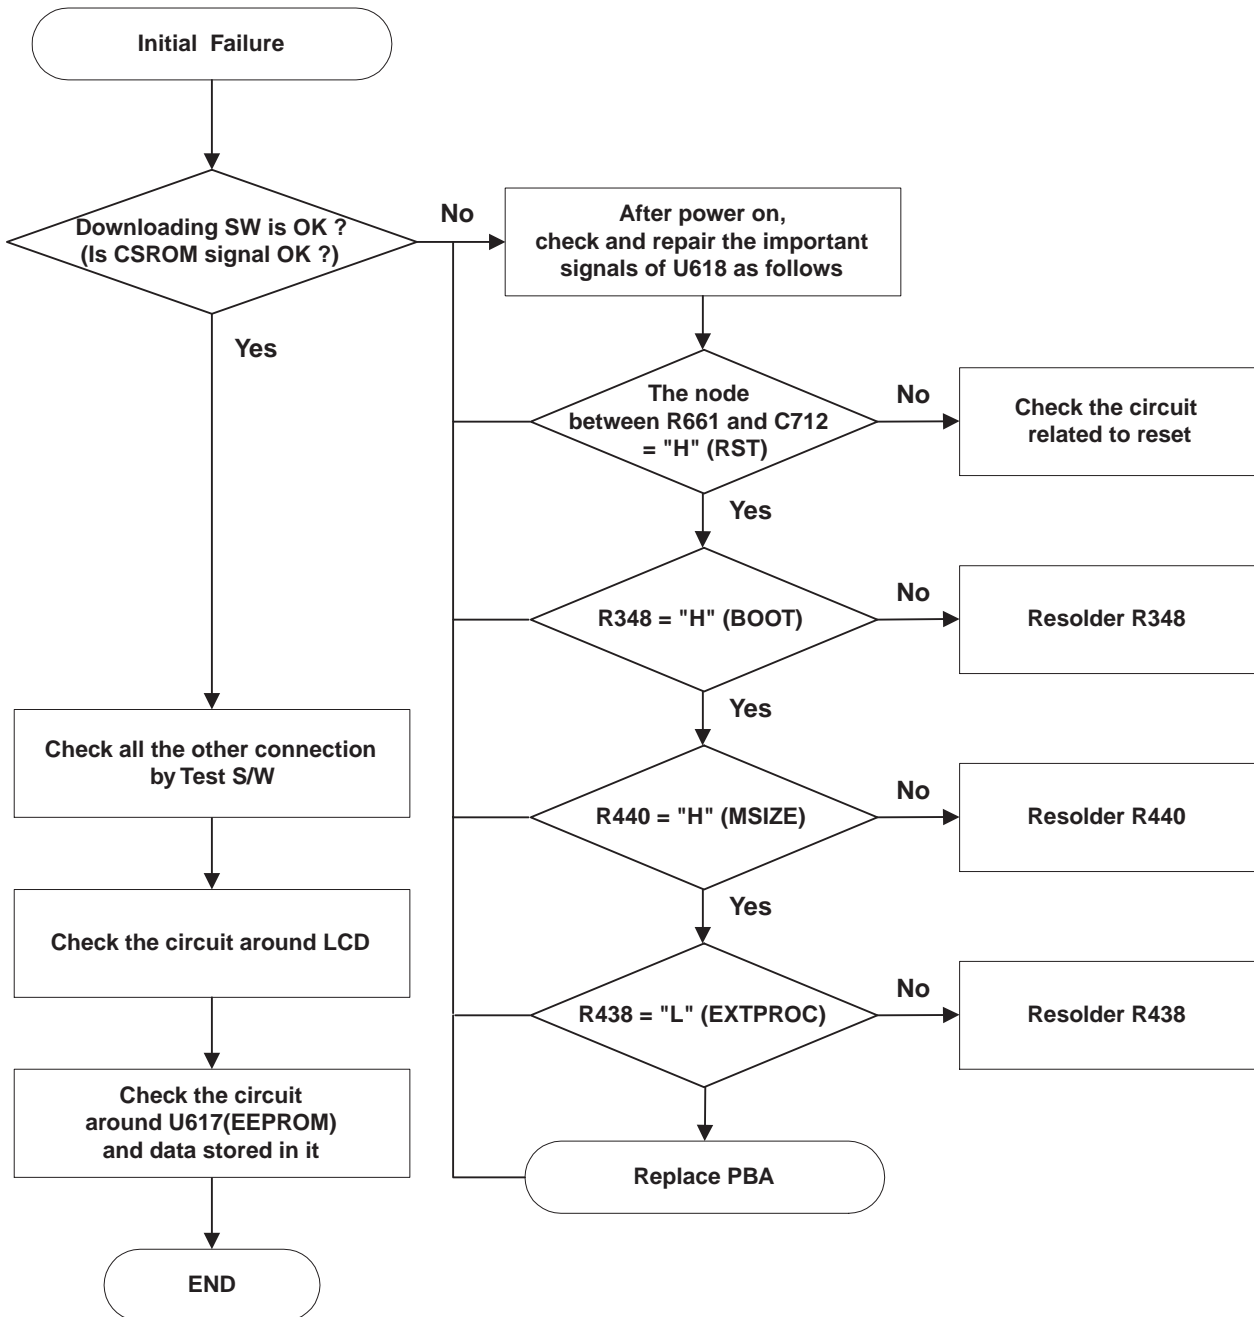 Initial Failure
Downloading SW is OK ?
(Is CSROM signal OK ?)
No
After power on,
check and repair the important
signals of U618 as follows
Yes
The node
between R661 and C712
= "H" (RST)
No
Check the circuit
related to reset
Yes
R348 = "H" (BOOT)
No
Resolder R348
Yes
Check all the other connection
by Test S/W
R440 = "H" (MSIZE)
No
Resolder R440
Yes
Check the circuit around LCD
R438 = "L" (EXTPROC)
No
Resolder R438
Check the circuit
around U617(EEPROM)
and data stored in it
Replace PBA
END